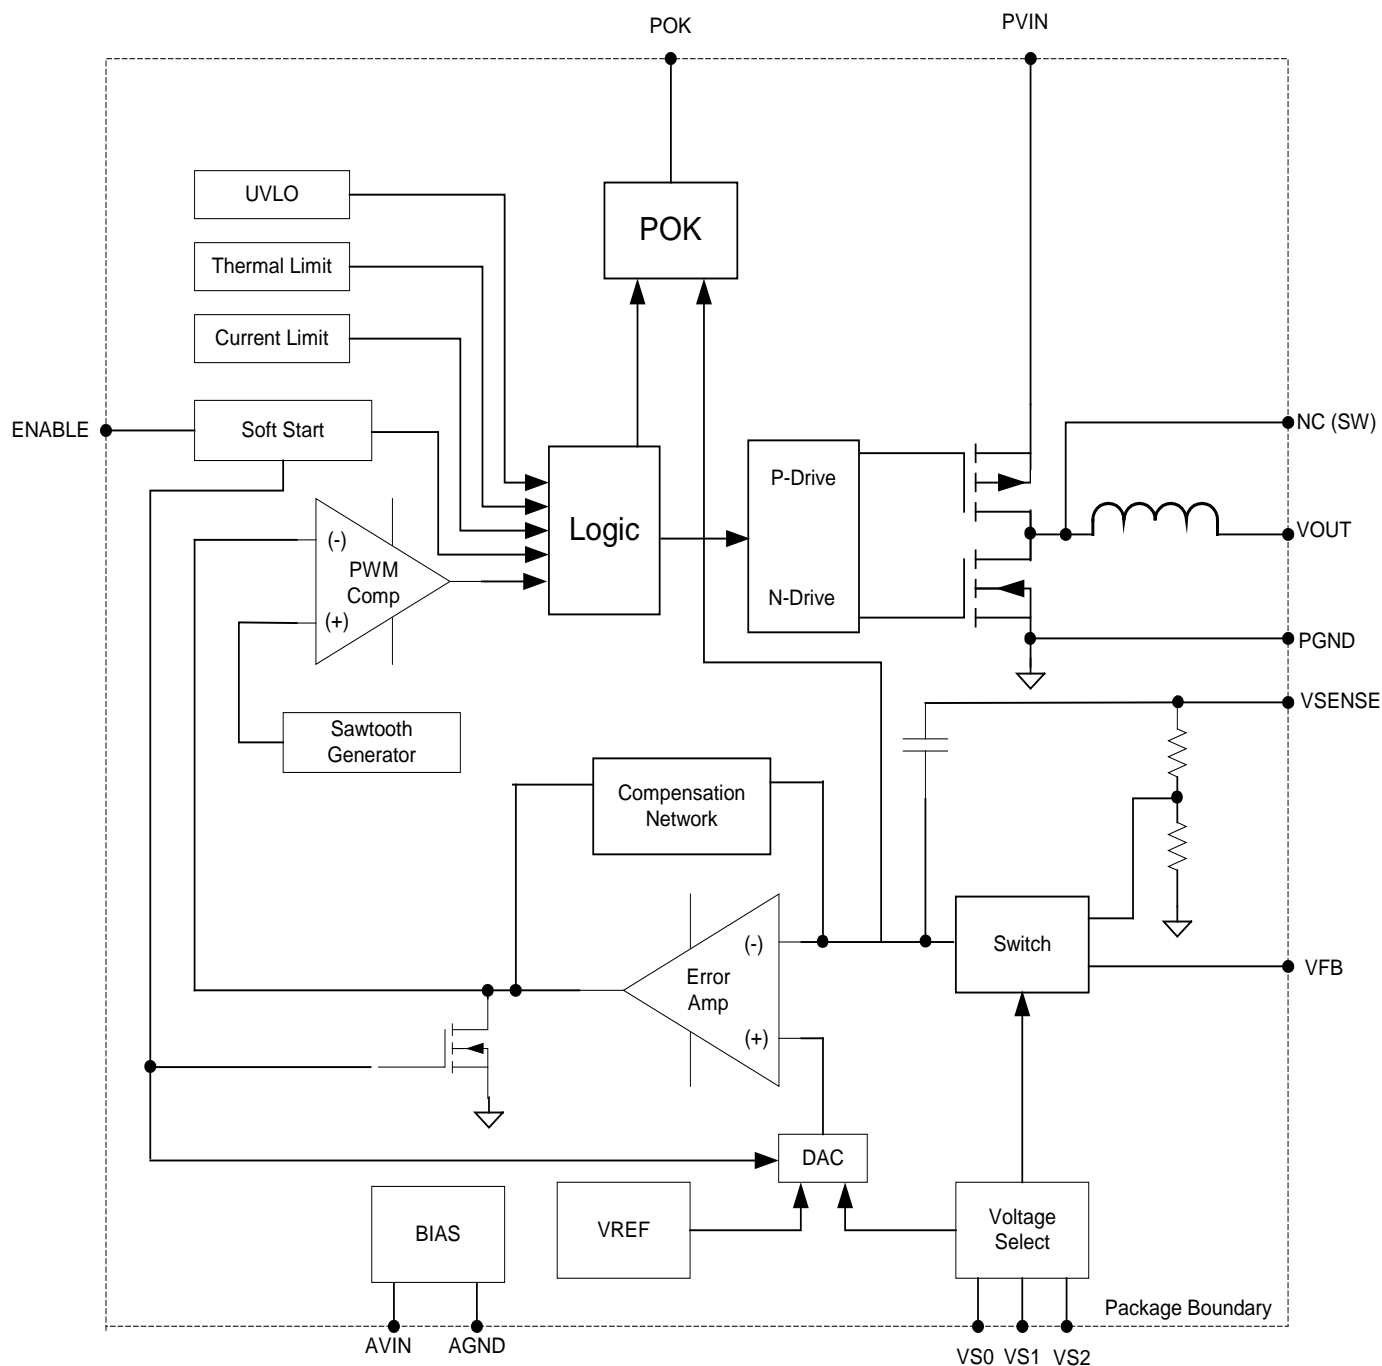 POK
PVIN
UVLO
POK
Thermal Limit
Current Limit
ENABLE
Soft Start
NC (SW)
P-Drive
Logic
VOUT
(-)
PWM
Comp
(+)
N-Drive
PGND
VSENSE
Sawtooth
Generator
Compensation
Network
(-)
Switch
Error
Amp
VFB
(+)
DAC
BIAS
VREF
Voltage
Select
Package Boundary
AVIN
AGND
VS0
VS1
VS2